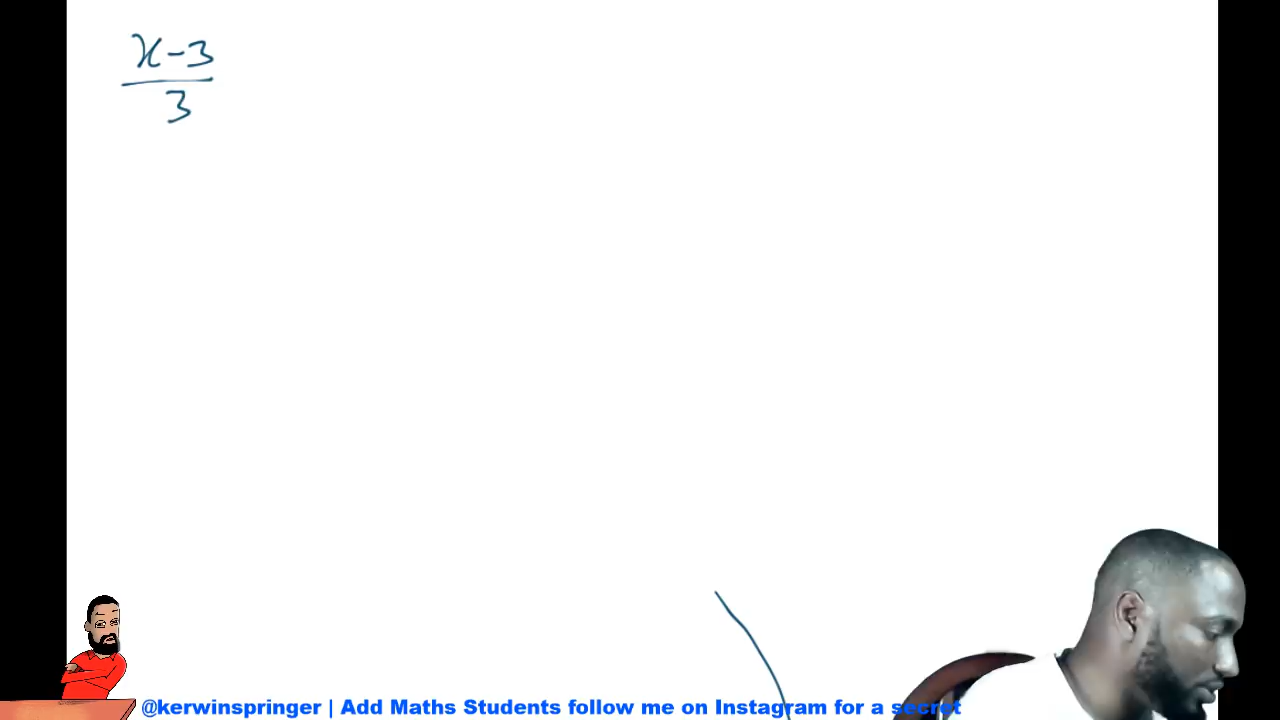 x-3
3
@kerwinspringer | Add Maths Students follow me on Instagram for a secret